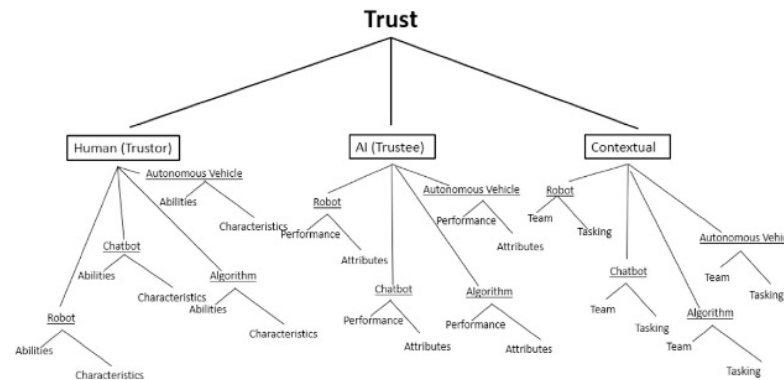 Trust
Human (Trustor)
Autonomous Vehicle
Abilities
Characteristics
Chatbot
Abilities
Characteristics
Algorithm
Abilities
Characteristics
Robot
Abilities
Characteristics
AI (Trustee)
Robot
Performance
Attributes
Autonomous Vehicle
Performance
Attributes
Chatbot
Performance
Attributes
Algorithm
Performance
Attributes
Contextual
Robot
Team
Tasking
Autonomous Vehi
Team
Tasking
Chatbot
Team
Tasking
Algorithm
Team
Tasking